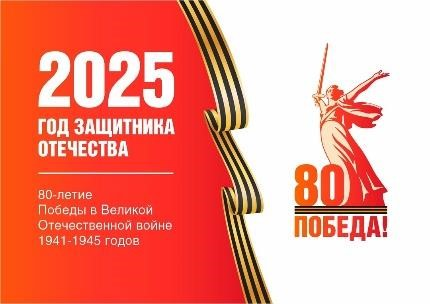 2025
ГОД ЗАЩИТНИКА
ОТЕЧЕСТВА
80-летие
Победы в Великой
Отечественной войне
1941-1945 годов
80
ПОБЕДА!